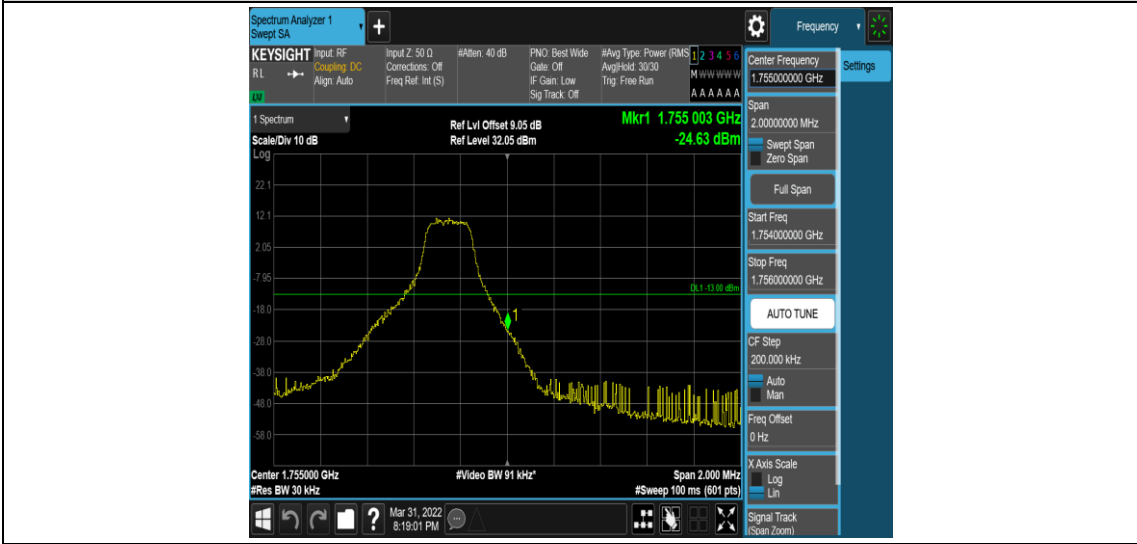 Spectrum Analyzer 1
Swept SA
+
Frequency
KEYSIGHT
RL
Input: RF
Coupling: DC
Align: Auto
Input Z: 50 Ω
Corrections: Off
Freq Ref: Int (S)
#Atten: 40 dB
PNO: Best Wide
Gate: Off
IF Gain: Low
Sig Track: Off
#Avg Type: Power (RMS
Avg|Hold: 30/30
Trig: Free Run
1 2 3 4 5 6
M W W W W W
A A A A A A
1 Spectrum
Scale/Div 10 dB
Log
Ref Lvl Offset 9.05 dB
Ref Level 32.05 dBm
Mkr1 1.755 003 GHz
-24.63 dBm
22.1
12.1
2.05
-7.95
-18.0
-28.0
-38.0
-48.0
-58.0
DL1 -13.00 dBm
1
Center 1.755000 GHz
#Res BW 30 kHz
#Video BW 91 kHz*
Span 2.000 MHz
#Sweep 100 ms (601 pts)
Mar 31, 2022
8:19:01 PM
?
Center Frequency
1.755000000 GHz
Settings
Span
2.00000000 MHz
Swept Span
Zero Span
Full Span
Start Freq
1.754000000 GHz
Stop Freq
1.756000000 GHz
AUTO TUNE
CF Step
200.000 kHz
Auto
Man
Freq Offset
0 Hz
X Axis Scale
Log
Lin
Signal Track
(Span Zoom)